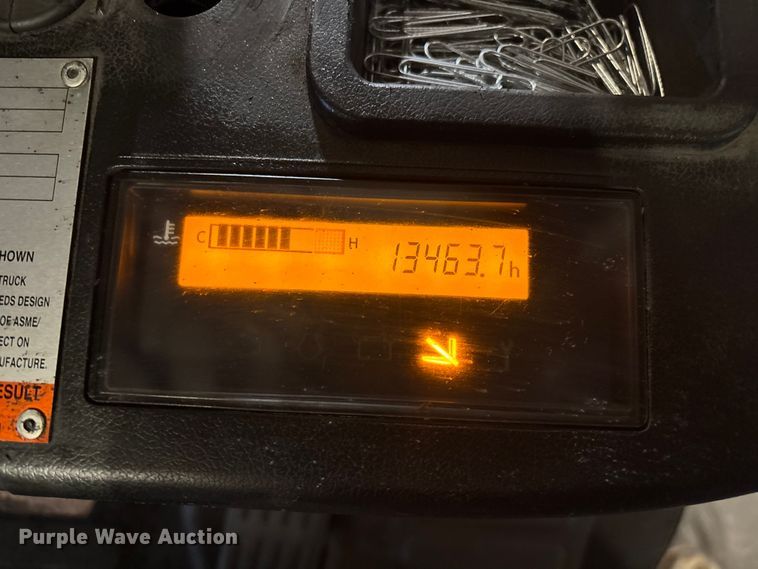 HOWN
TRUCK
EDS DESIGN
OF ASME/
ECT ON
UFACTURE.
ESULT
C H 13463.7h
Purple Wave Auction